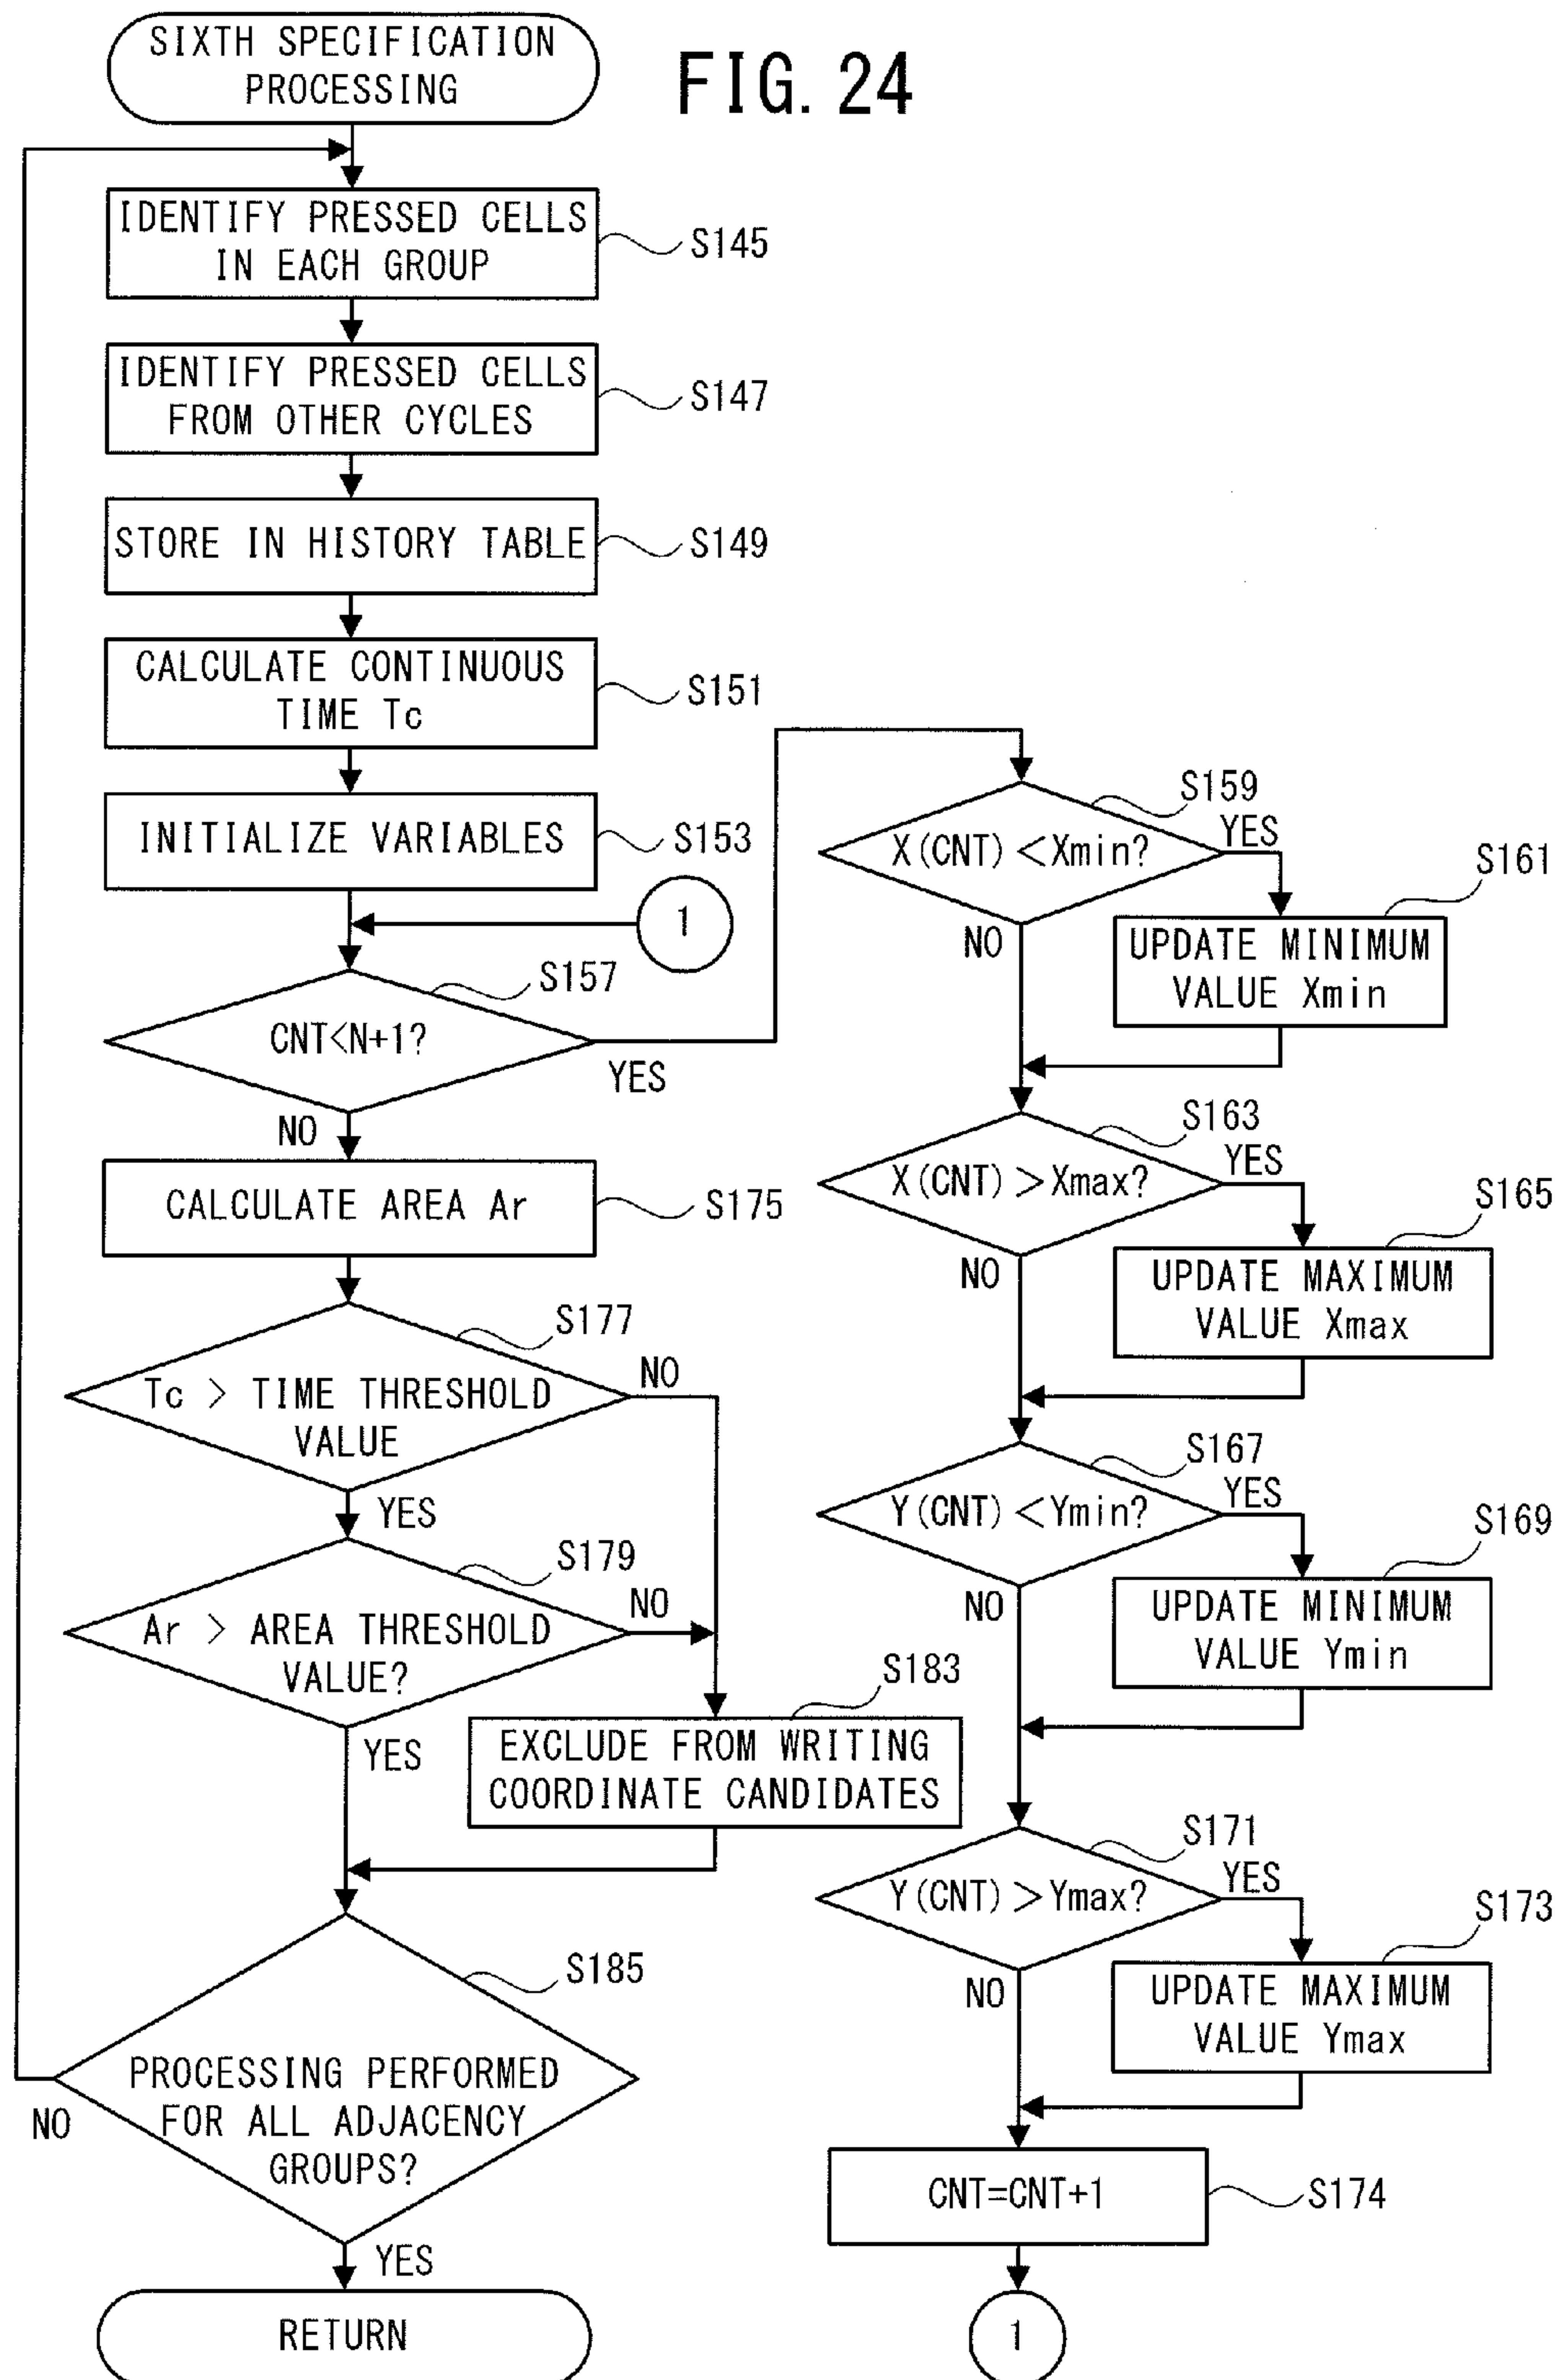 FIG. 24
SIXTH SPECIFICATION
PROCESSING
IDENTIFY PRESSED CELLS
IN EACH GROUP
S145
IDENTIFY PRESSED CELLS
FROM OTHER CYCLES
S147
STORE IN HISTORY TABLE
S149
CALCULATE CONTINUOUS
TIME Tc
S151
INITIALIZE VARIABLES
S153
1
S157
CNT<N+1?
YES
NO
CALCULATE AREA Ar
S175
S177
Tc > TIME THRESHOLD
VALUE
NO
YES
S179
Ar > AREA THRESHOLD
VALUE?
NO
YES
S183
EXCLUDE FROM WRITING
COORDINATE CANDIDATES
S185
PROCESSING PERFORMED
FOR ALL ADJACENCY
GROUPS?
NO
YES
RETURN
S159
X(CNT)<Xmin?
YES
NO
S161
UPDATE MINIMUM
VALUE Xmin
S163
X(CNT)>Xmax?
YES
NO
S165
UPDATE MAXIMUM
VALUE Xmax
S167
Y(CNT)<Ymin?
YES
NO
S169
UPDATE MINIMUM
VALUE Ymin
S171
Y(CNT)>Ymax?
YES
NO
S173
UPDATE MAXIMUM
VALUE Ymax
CNT=CNT+1
S174
1